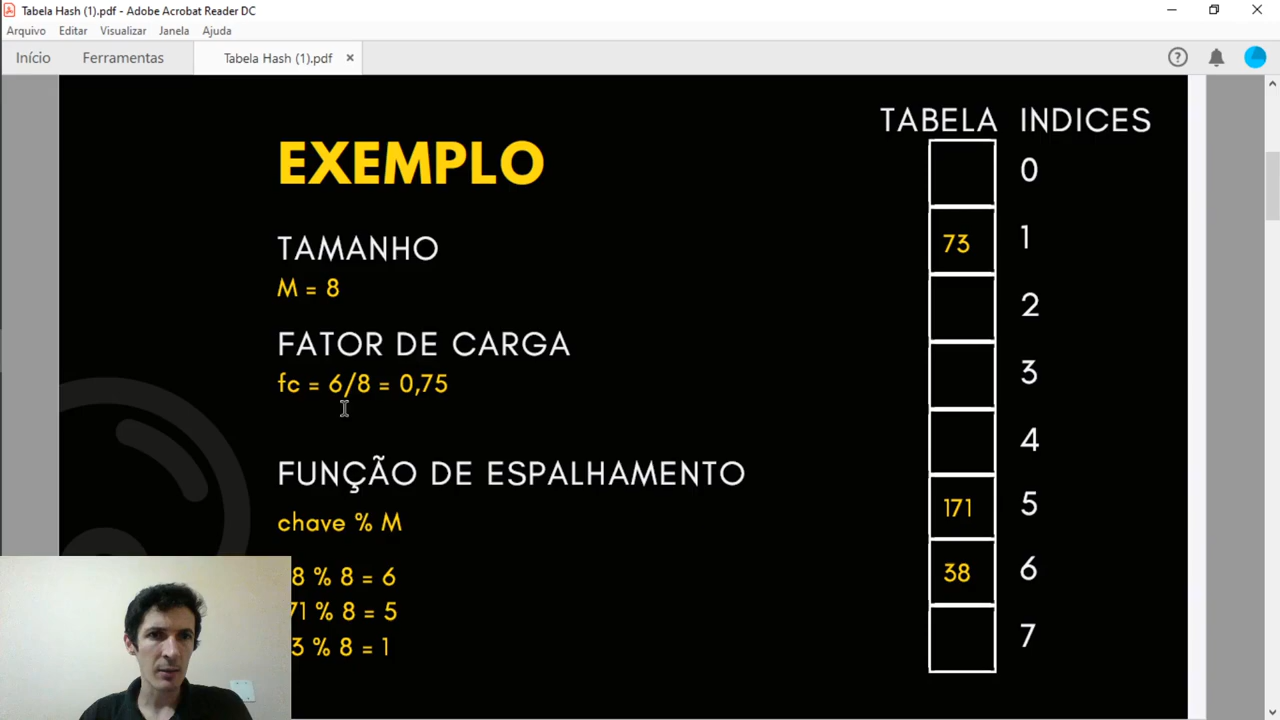 Tabela Hash (1).pdf - Adobe Acrobat Reader DC
Arquivo Editar Visualizar Janela Ajuda
Início Ferramentas Tabela Hash (1).pdf
TABELA INDICES
EXEMPLO
TAMANHO
M = 8
FATOR DE CARGA
fc = 6/8 = 0,75
FUNÇÃO DE ESPALHAMENTO
chave % M
8 % 8 = 6
71 % 8 = 5
3 % 8 = 1
0
73 1
2
3
4
171 5
38 6
7